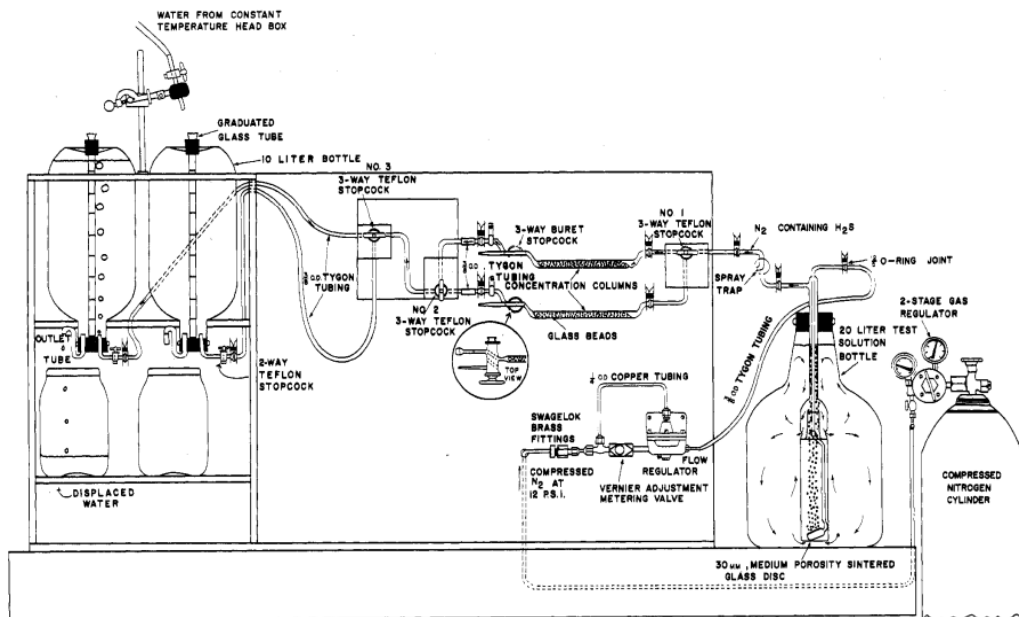 WATER FROM CONSTANT
TEMPERATURE HEAD BOX
GRADUATED
GLASS TUBE
10 LITER BOTTLE
NO. 3
3-WAY TEFLON
STOPCOCK
3-WAY BURET
STOPCOCK
NO. 1
3-WAY TEFLON
STOPCOCK
N2 CONTAINING H2S
O-RING JOINT
SPRAY
TRAP
O.D. TYGON
TUBING
O.D.
TYGON
TUBING
CONCENTRATION COLUMNS
NO. 2
3-WAY TEFLON
STOPCOCK
GLASS BEADS
TOP
VIEW
2-STAGE GAS
REGULATOR
20 LITER TEST
SOLUTION
BOTTLE
OUTLET
TUBE
2-WAY
TEFLON
STOPCOCK
O.D. COPPER TUBING
O.D. TYGON TUBING
SWAGELOK
BRASS
FITTINGS
FLOW
REGULATOR
COMPRESSED
N2 AT
12 P.S.I.
VERNIER ADJUSTMENT
METERING VALVE
COMPRESSED
NITROGEN
CYLINDER
DISPLACED
WATER
30 MM, MEDIUM POROSITY SINTERED
GLASS DISC